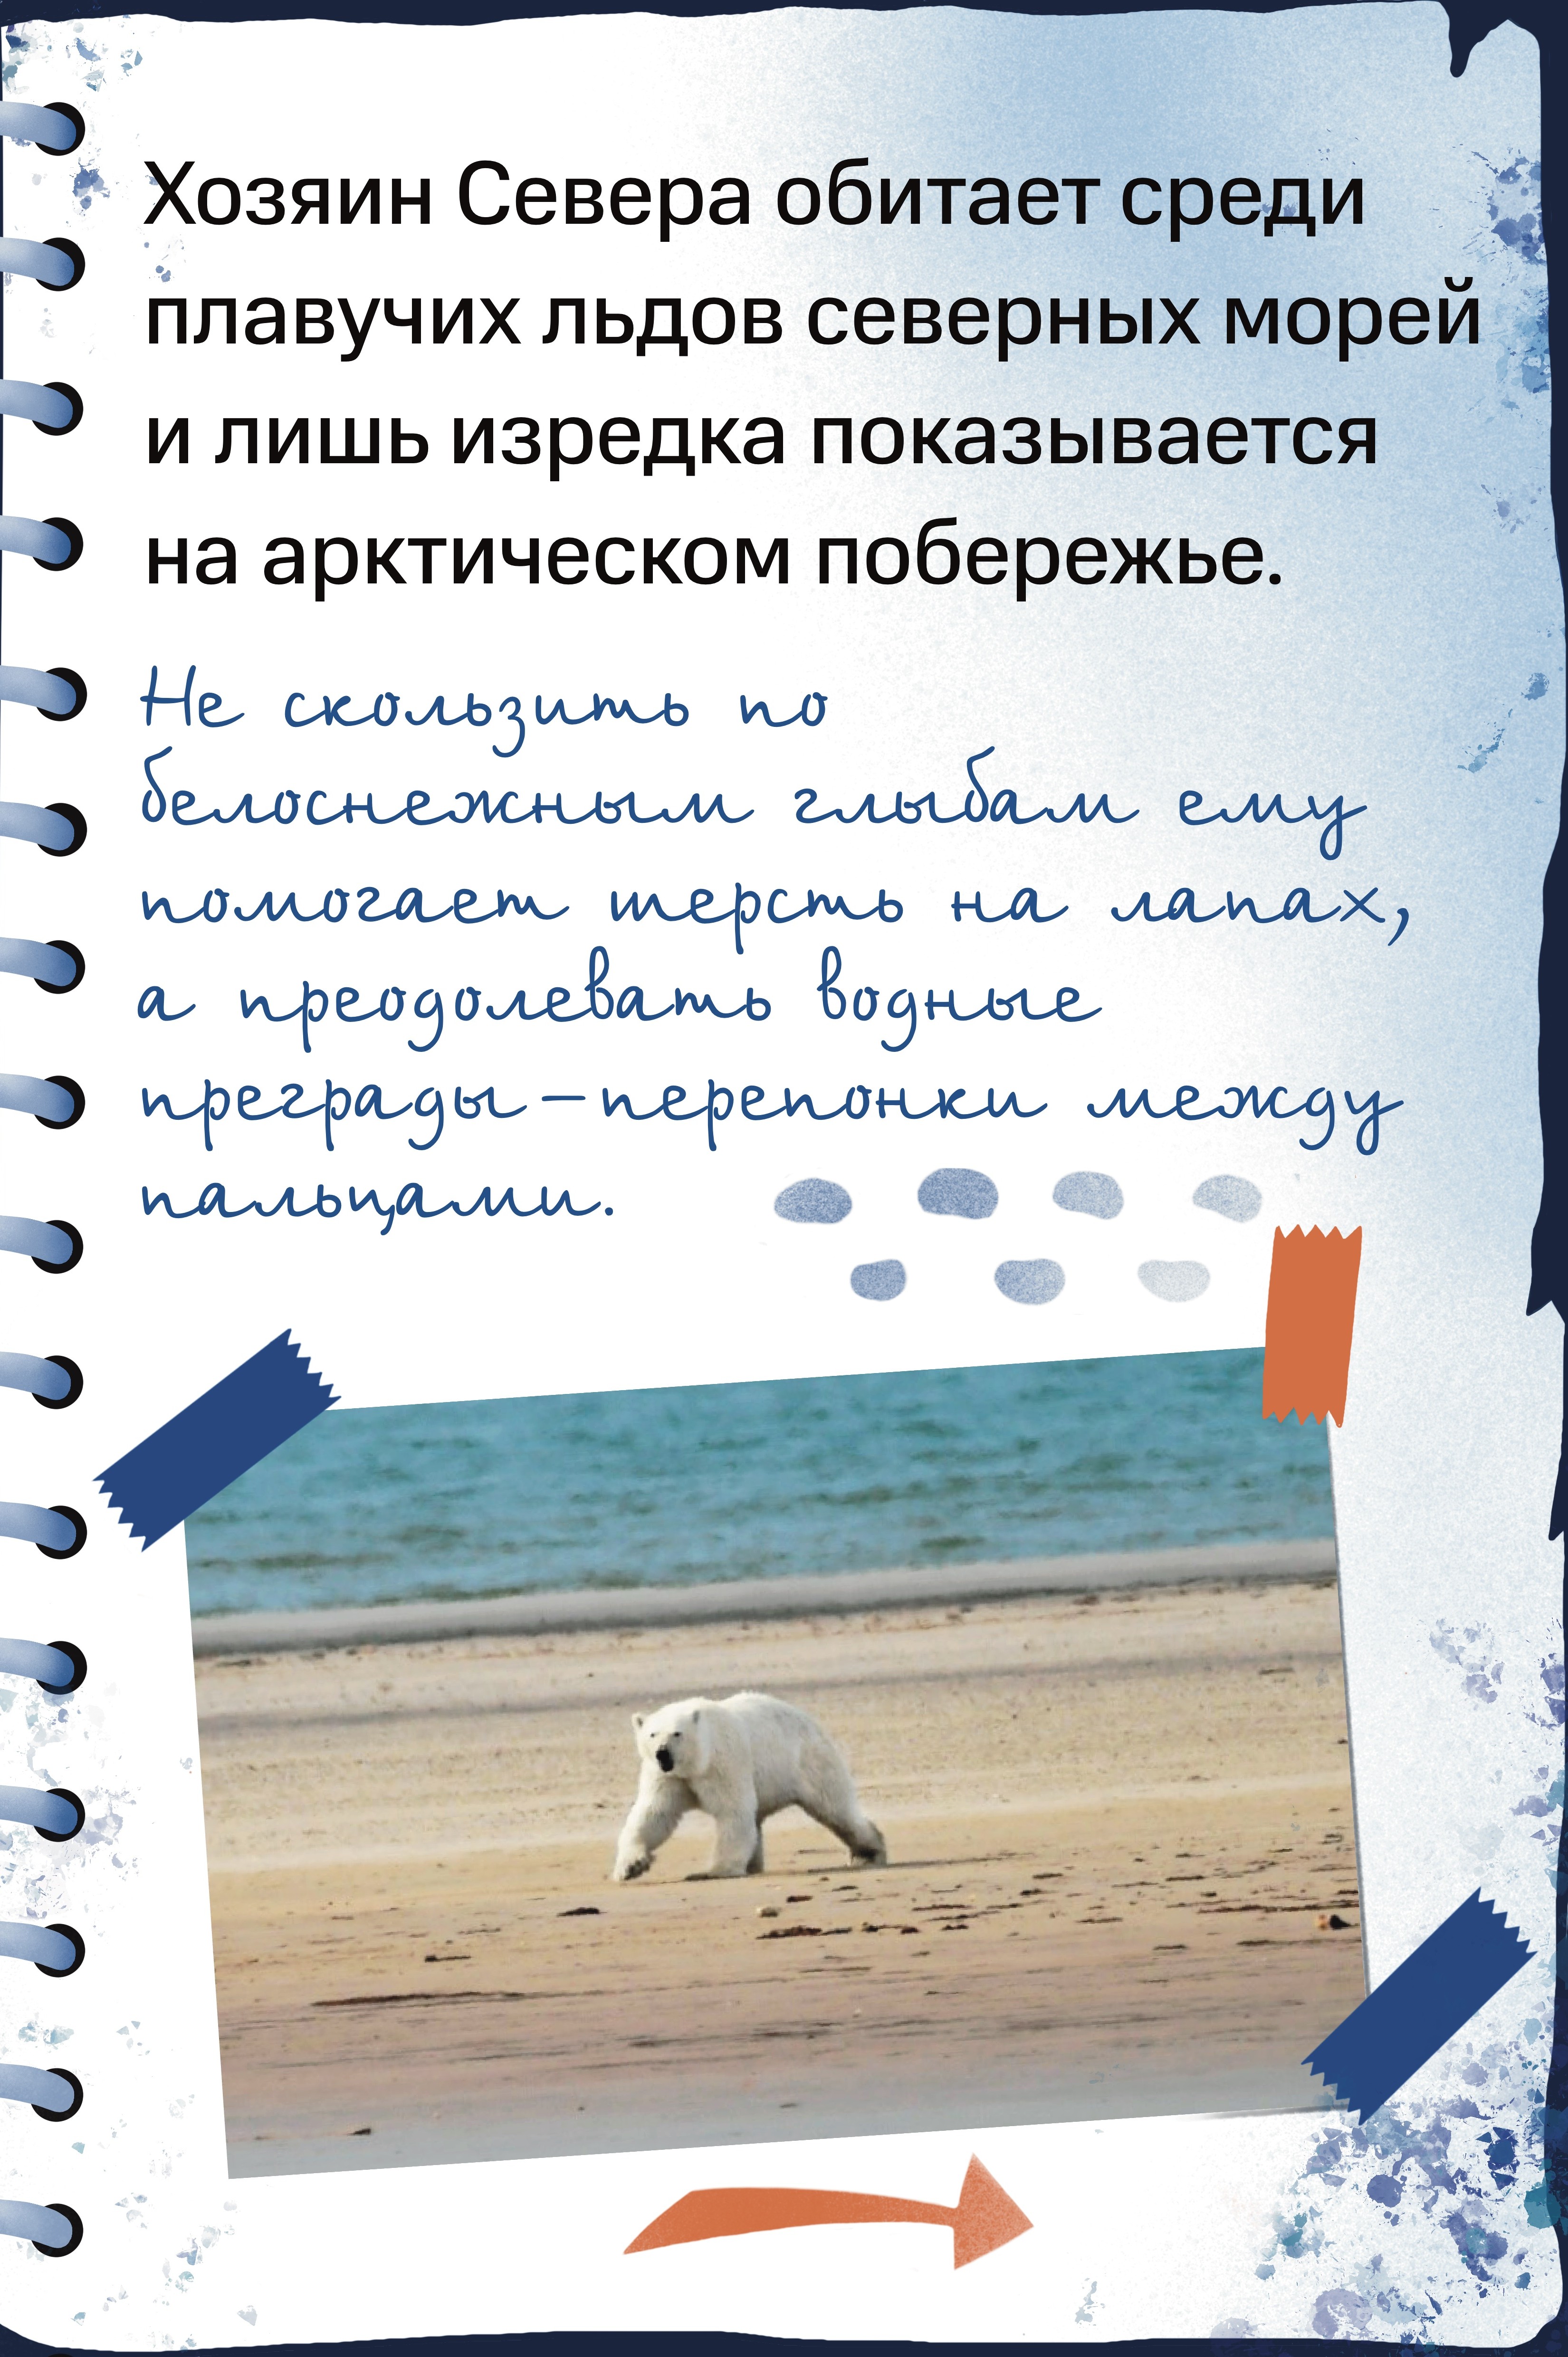 Хозяин Севера обитает среди
плавучих льдов северных морей
и лишь изредка показывается
на арктическом побережье.
Не скользить по
белоснежным глыбам ему
помогает шерсть на лапах,
а преодолевать водные
преграды – перепонки между
пальцами.